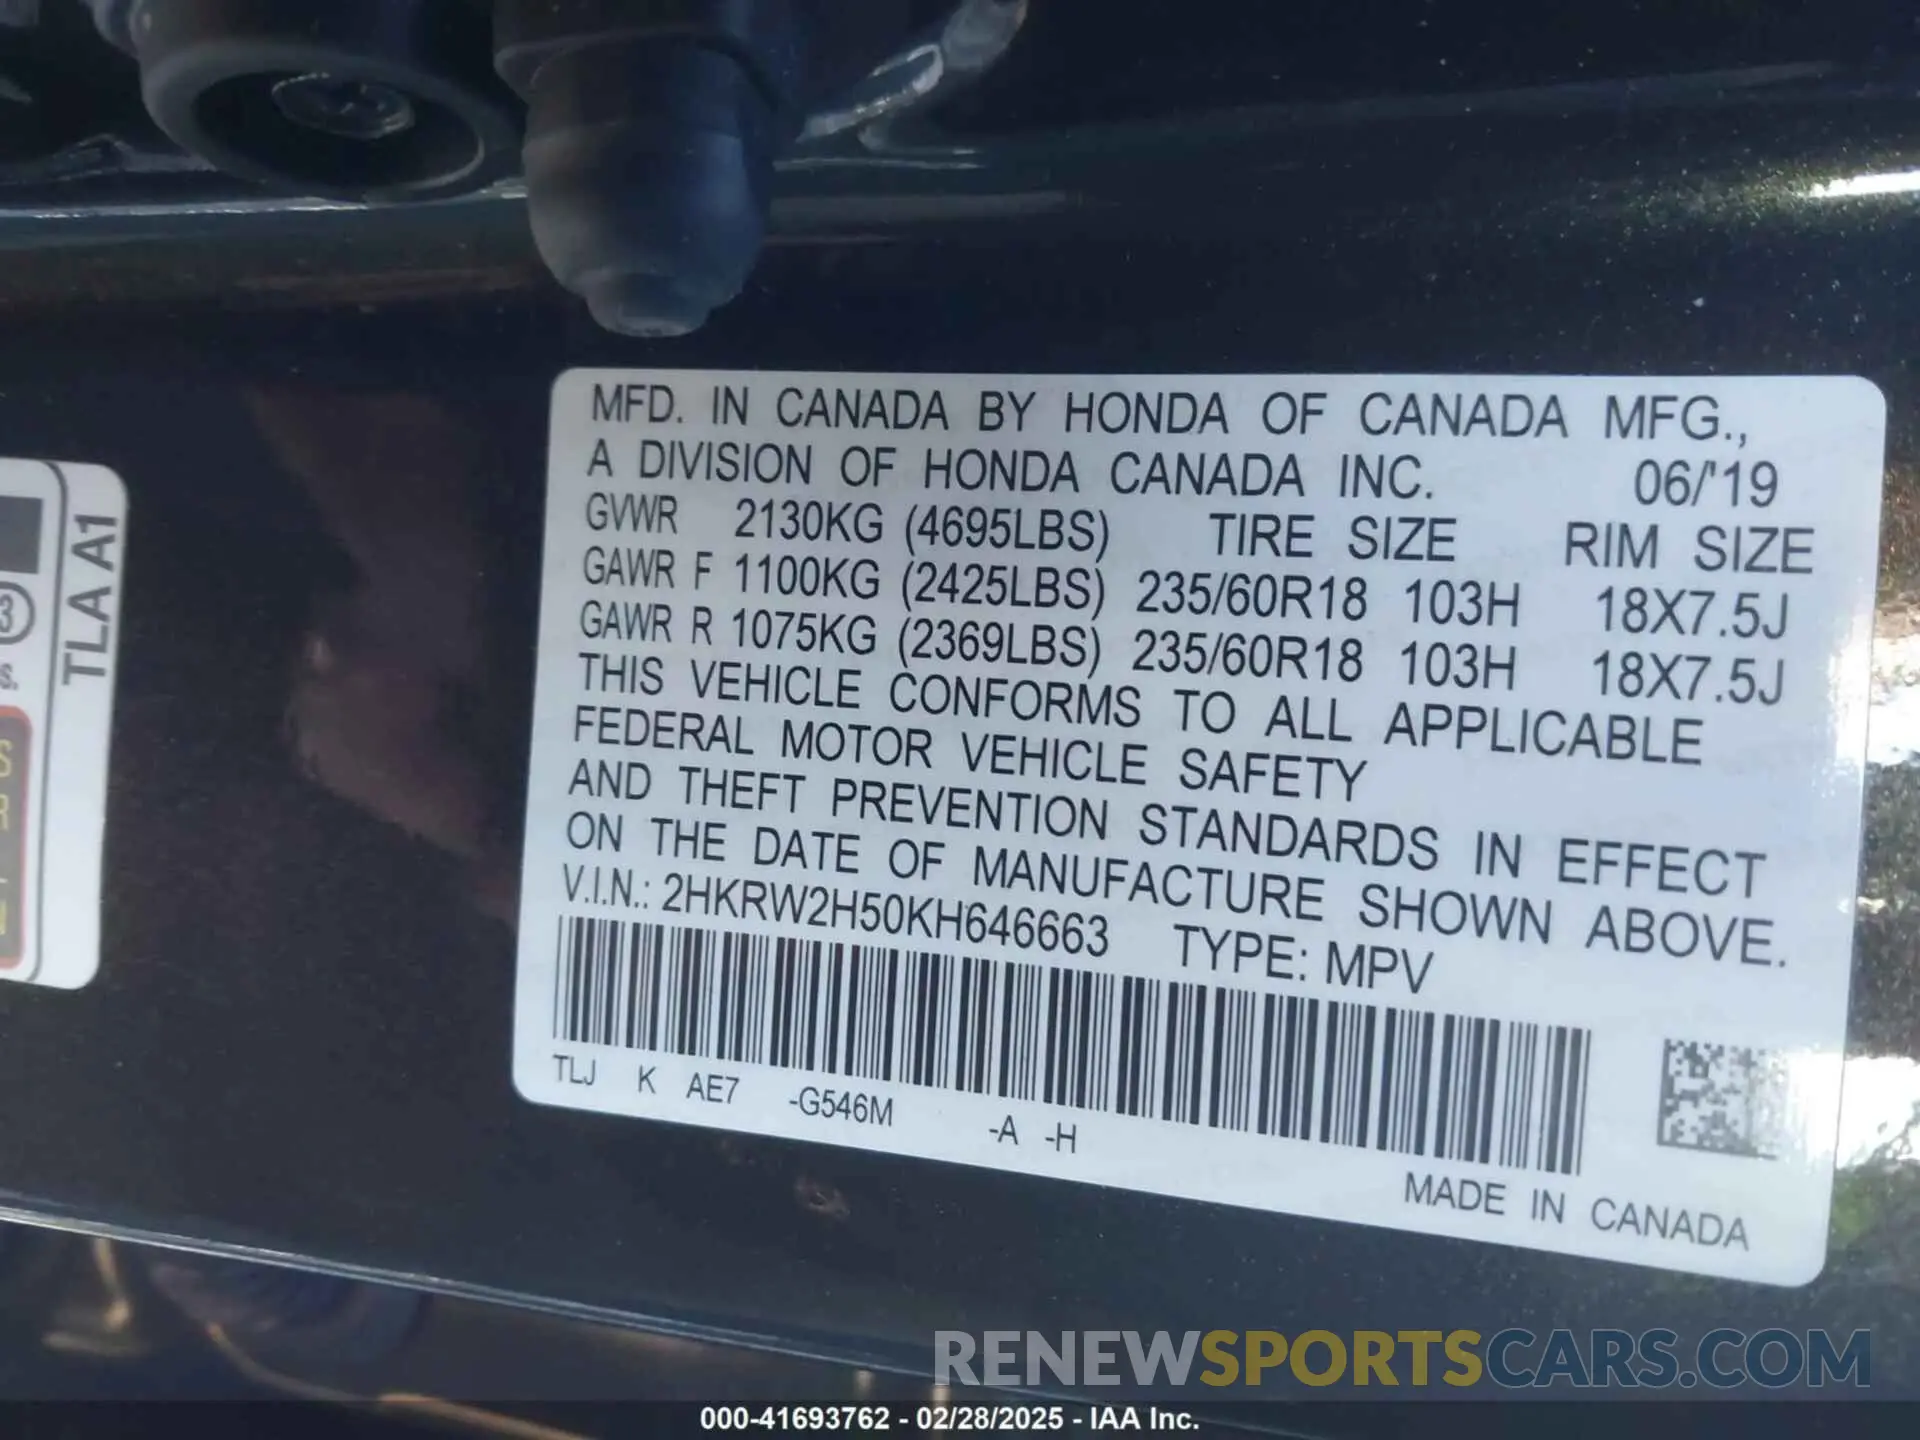 MFD. IN CANADA BY HONDA OF CANADA MFG.,
A DIVISION OF HONDA CANADA INC. 06/'19
GVWR 2130KG (4695LBS) TIRE SIZE RIM SIZE
GAWR F 1100KG (2425LBS) 235/60R18 103H 18X7.5J
GAWR R 1075KG (2369LBS) 235/60R18 103H 18X7.5J
THIS VEHICLE CONFORMS TO ALL APPLICABLE
FEDERAL MOTOR VEHICLE SAFETY
AND THEFT PREVENTION STANDARDS IN EFFECT
ON THE DATE OF MANUFACTURE SHOWN ABOVE.
V.I.N.: 2HKRW2H50KH646663 TYPE: MPV
TLJ K AE7 -G546M -A -H
MADE IN CANADA
TLA A1
3
s.
S
R
N
RENEWSPORTSCARS.COM
000-41693762 - 02/28/2025 - IAA Inc.